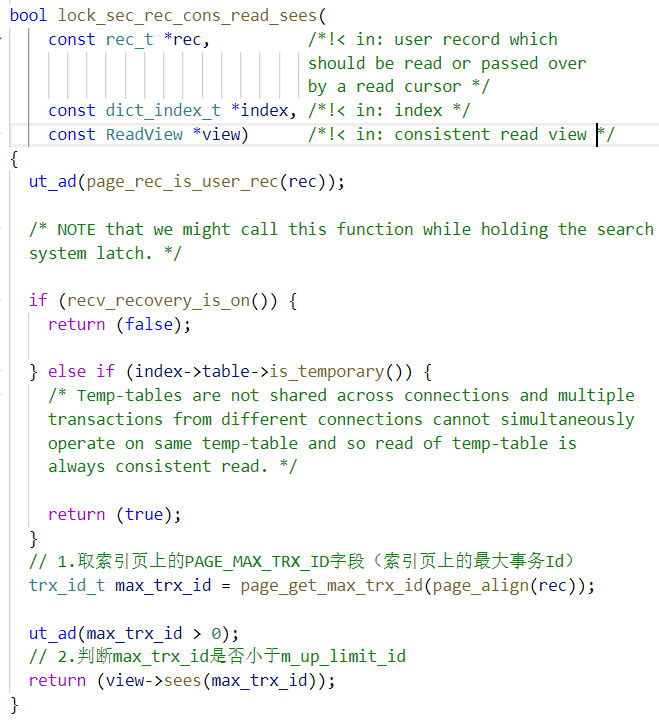 bool lock_sec_rec_cons_read_sees(
const rec_t *rec, /*!< in: user record which
should be read or passed over
by a read cursor */
const dict_index_t *index, /*!< in: index */
const ReadView *view) /*!< in: consistent read view */
{
ut_ad(page_rec_is_user_rec(rec));
/* NOTE that we might call this function while holding the search
system latch. */
if (recv_recovery_is_on()) {
return (false);
} else if (index->table->is_temporary()) {
/* Temp-tables are not shared across connections and multiple
transactions from different connections cannot simultaneously
operate on same temp-table and so read of temp-table is
always consistent read. */
return (true);
}
// 1.取索引页上的PAGE_MAX_TRX_ID字段（索引页上的最大事务Id）
trx_id_t max_trx_id = page_get_max_trx_id(page_align(rec));
ut_ad(max_trx_id > 0);
// 2.判断max_trx_id是否小于m_up_limit_id
return (view->sees(max_trx_id));
}